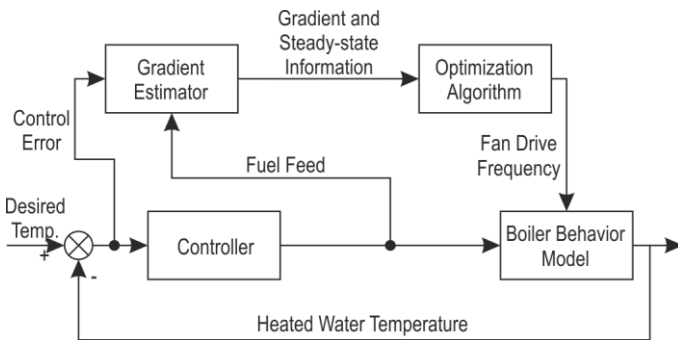 Gradient and
Steady-state
Information
Gradient
Estimator
Optimization
Algorithm
Control
Error
Fuel Feed
Fan Drive
Frequency
Desired
Temp.
+
-
Controller
Boiler Behavior
Model
Heated Water Temperature